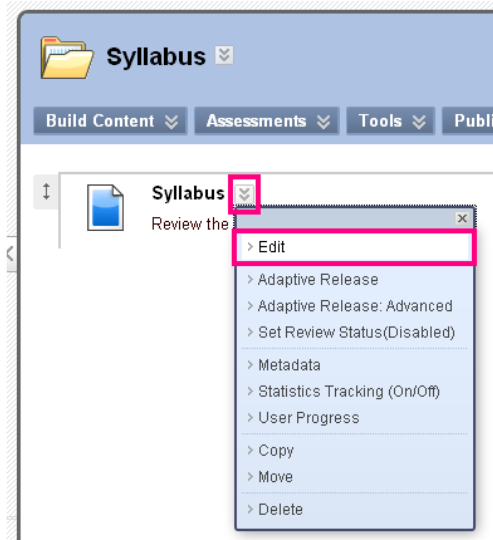 Syllabus
Build Content Assessments Tools
Syllabus
Review the
Edit
Adaptive Release
Adaptive Release: Advanced
Set Review Status(Disabled)
Metadata
Statistics Tracking (On/Off)
User Progress
Copy
Move
Delete